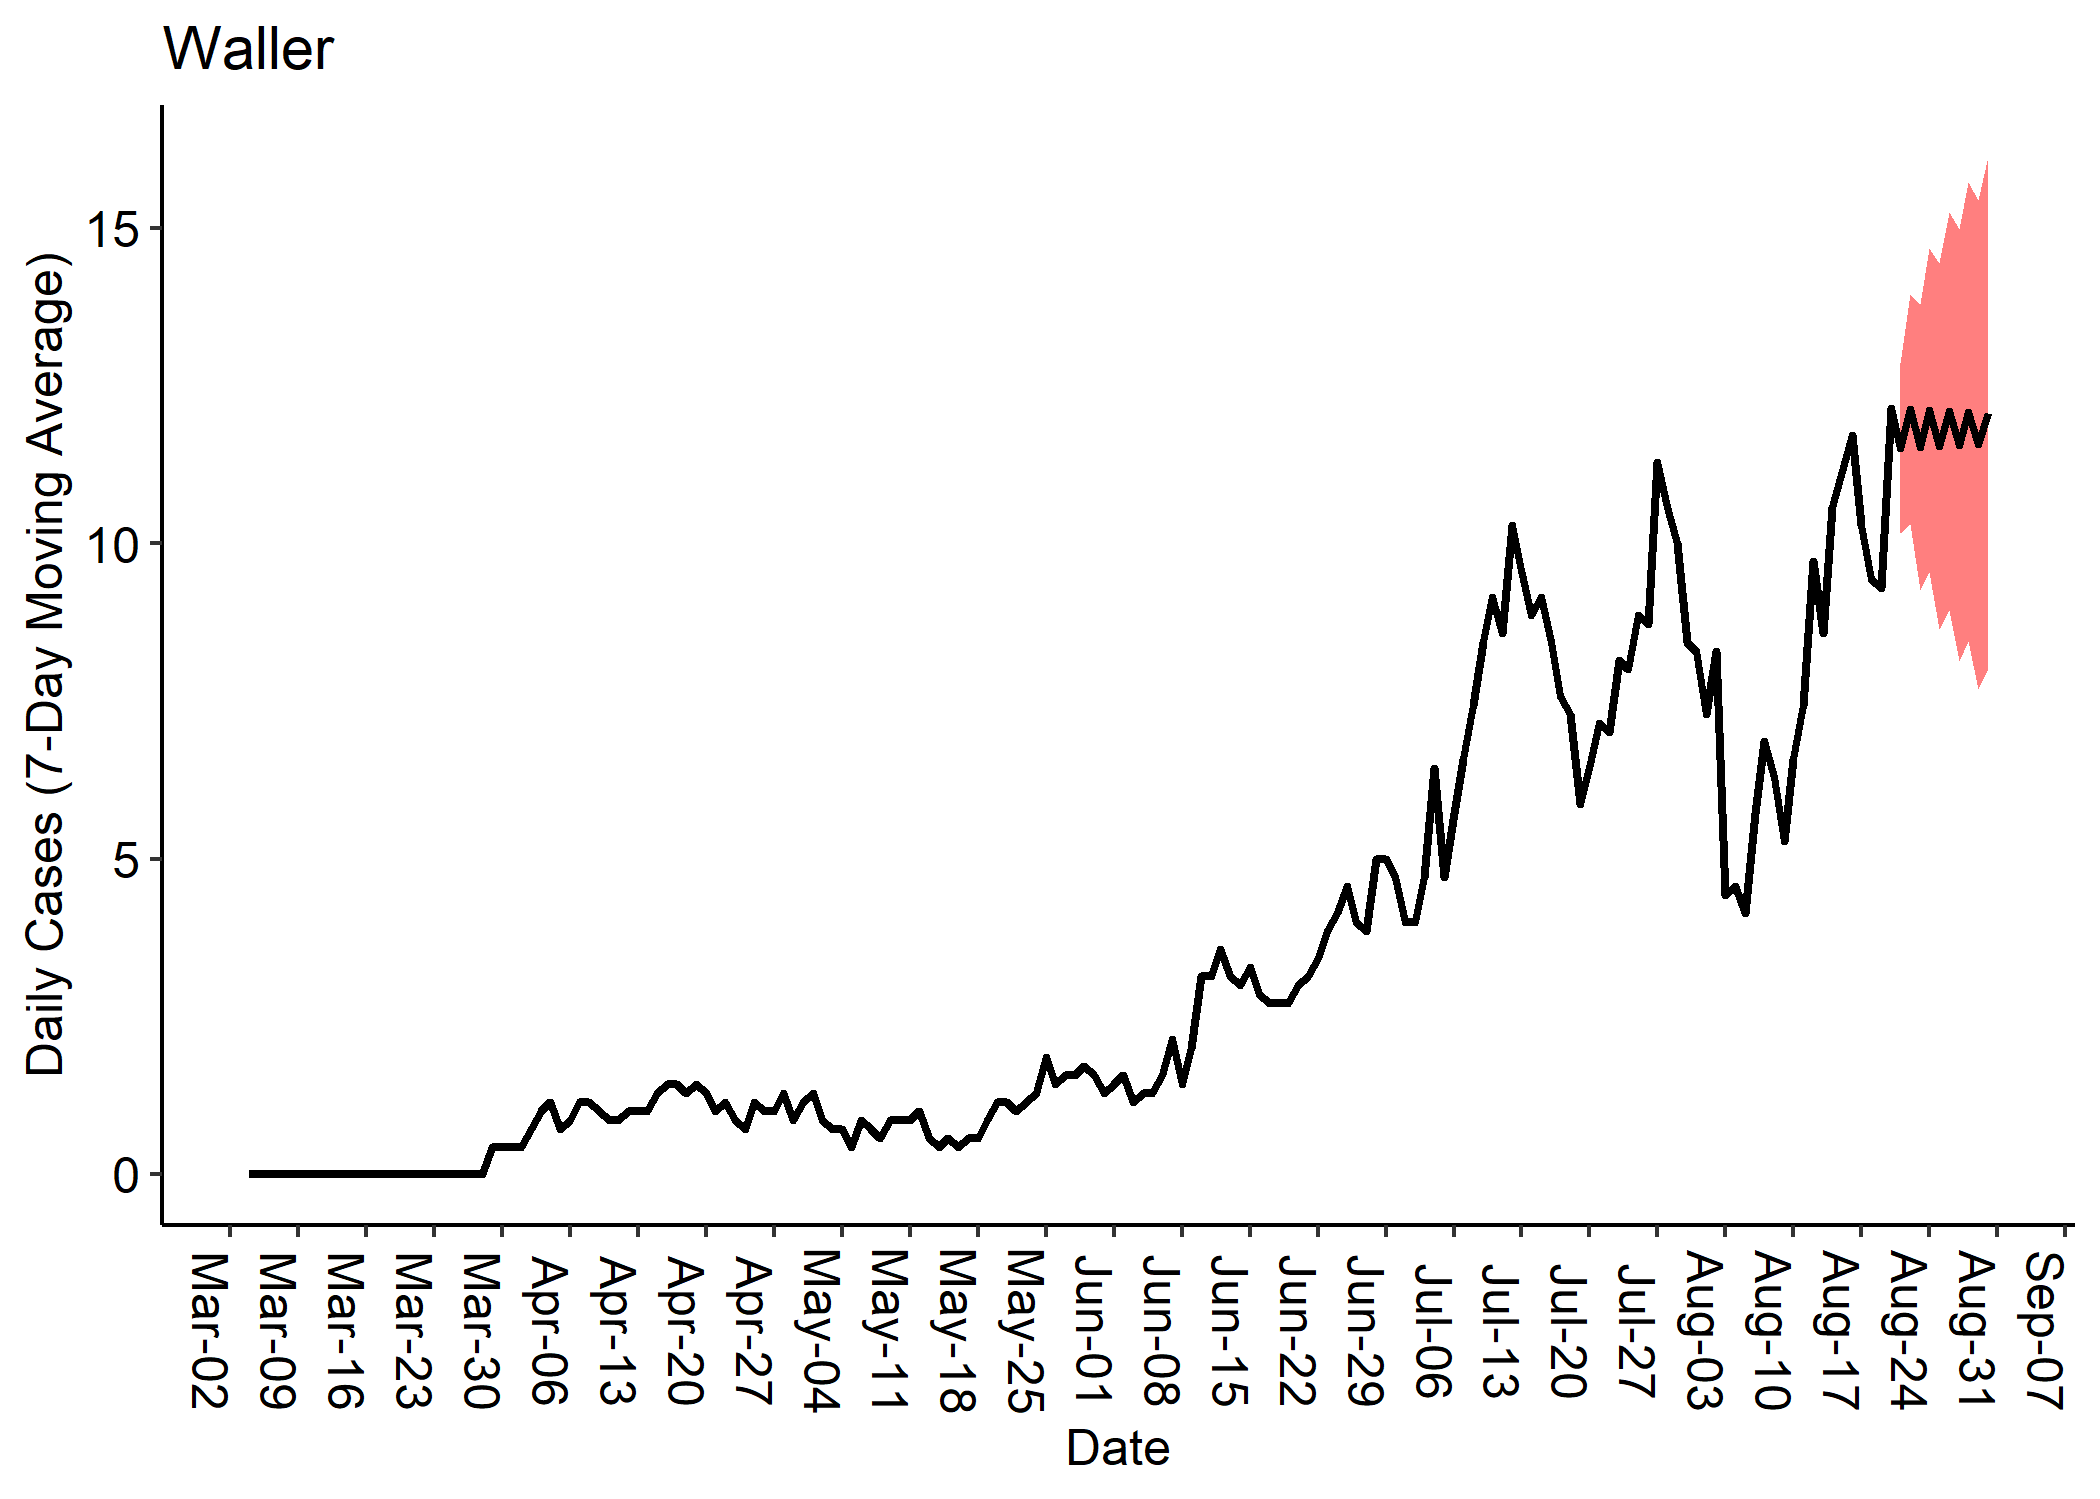 Waller
Daily Cases (7-Day Moving Average)
15
10
5
0
Mar-02
Mar-09
Mar-16
Mar-23
Mar-30
Apr-06
Apr-13
Apr-20
Apr-27
May-04
May-11
May-18
May-25
Jun-01
Jun-08
Jun-15
Jun-22
Jun-29
Jul-06
Jul-13
Jul-20
Jul-27
Aug-03
Aug-10
Aug-17
Aug-24
Aug-31
Sep-07
Date